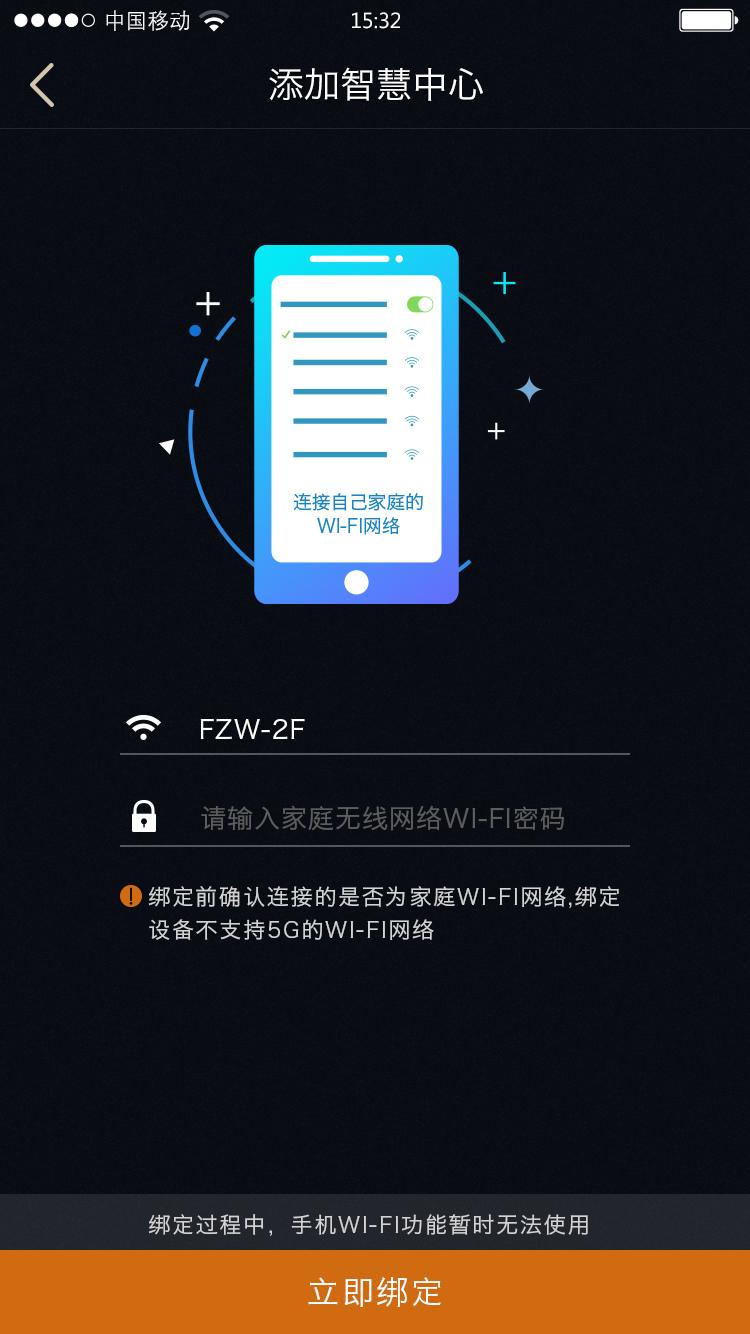 中国移动
15:32
添加智慧中心
连接自己家庭的
WI-FI网络
FZW-2F
请输入家庭无线网络WI-FI密码
绑定前确认连接的是否为家庭WI-FI网络,绑定
设备不支持5G的WI-FI网络
绑定过程中，手机WI-FI功能暂时无法使用
立即绑定